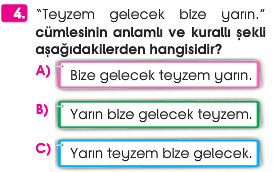 4. "Teyzem gelecek bize yarın."
cümlesinin anlamlı ve kurallı şekli
aşağıdakilerden hangisidir?
A) Bize gelecek teyzem yarın.
B) Yarın bize gelecek teyzem.
C) Yarın teyzem bize gelecek.